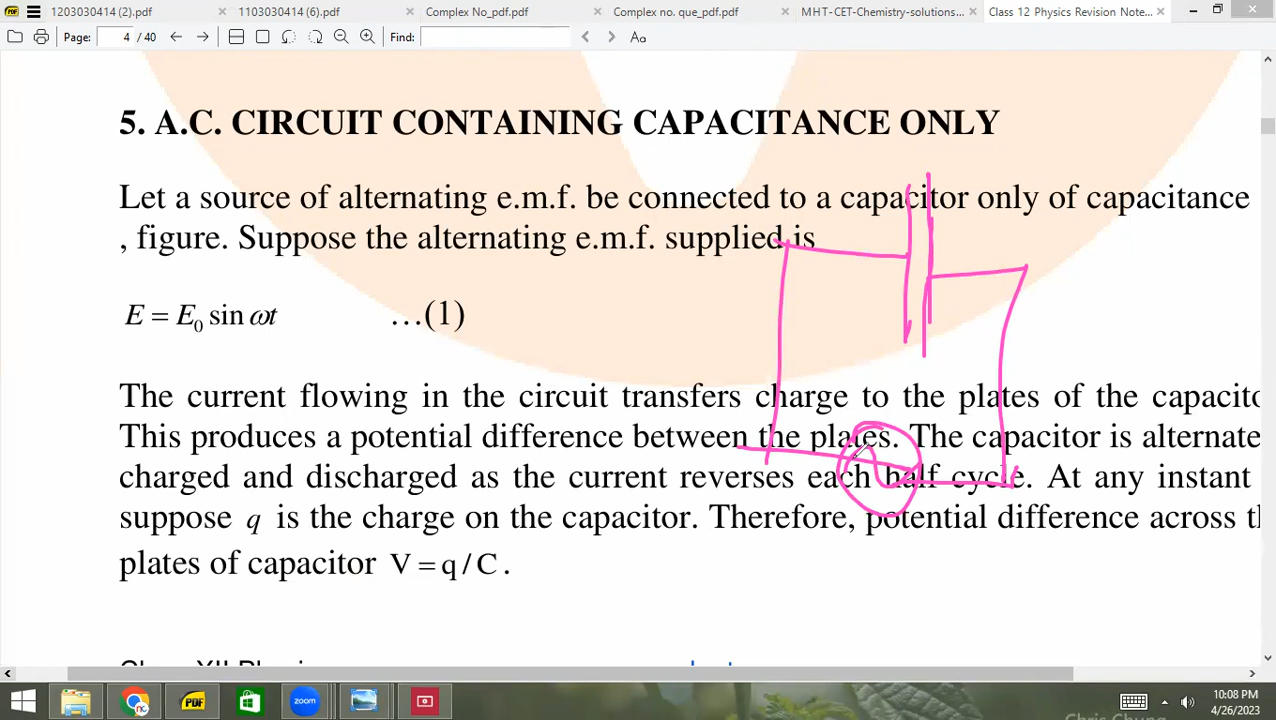 1203030414 (2).pdf
1103030414 (6).pdf
Complex No_pdf.pdf
Complex no. que_pdf.pdf
MHT-CET-Chemistry-solutions...
Class 12 Physics Revision Note...
Page: 4 / 40
Find:
Aa
5. A.C. CIRCUIT CONTAINING CAPACITANCE ONLY
Let a source of alternating e.m.f. be connected to a capacitor only of capacitance
, figure. Suppose the alternating e.m.f. supplied is
E = E₀ sin ωt …(1)
The current flowing in the circuit transfers charge to the plates of the capacito
This produces a potential difference between the plates. The capacitor is alternate
charged and discharged as the current reverses each half cycle. At any instant
suppose q is the charge on the capacitor. Therefore, potential difference across th
plates of capacitor V = q / C .
PDF
zoom
10:08 PM
4/26/2023